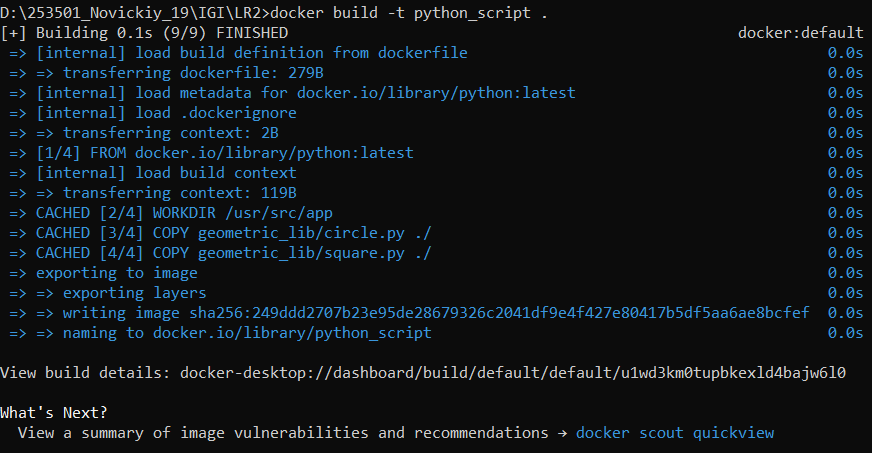 D:\253501_Novickiy_19\IGI\LR2>docker build -t python_script .
[+] Building 0.1s (9/9) FINISHED docker:default
=> [internal] load build definition from dockerfile 0.0s
=> => transferring dockerfile: 279B 0.0s
=> [internal] load metadata for docker.io/library/python:latest 0.0s
=> [internal] load .dockerignore 0.0s
=> => transferring context: 2B 0.0s
=> [1/4] FROM docker.io/library/python:latest 0.0s
=> [internal] load build context 0.0s
=> => transferring context: 119B 0.0s
=> CACHED [2/4] WORKDIR /usr/src/app 0.0s
=> CACHED [3/4] COPY geometric_lib/circle.py ./ 0.0s
=> CACHED [4/4] COPY geometric_lib/square.py ./ 0.0s
=> exporting to image 0.0s
=> => exporting layers 0.0s
=> => writing image sha256:249ddd2707b23e95de28679326c2041df9e4f427e80417b5df5aa6ae8bcfef 0.0s
=> => naming to docker.io/library/python_script 0.0s

View build details: docker-desktop://dashboard/build/default/default/u1wd3km0tupbkexld4bajw6l0

What's Next?
View a summary of image vulnerabilities and recommendations → docker scout quickview